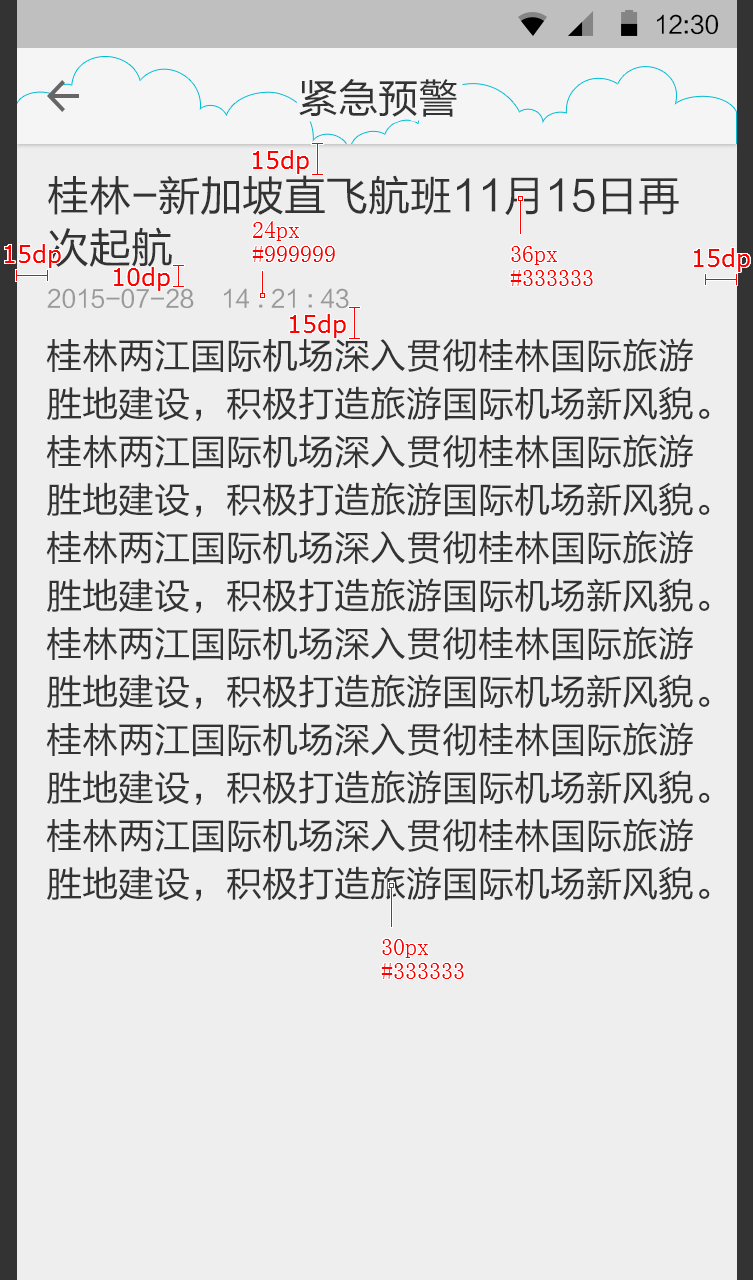 12:30
紧急预警
15dp
桂林-新加坡直飞航班11月15日再
次起航
24px
#999999
36px
#333333
15dp
15dp
10dp
2015-07-28 14:21:43
15dp
桂林两江国际机场深入贯彻桂林国际旅游
胜地建设，积极打造旅游国际机场新风貌。
桂林两江国际机场深入贯彻桂林国际旅游
胜地建设，积极打造旅游国际机场新风貌。
桂林两江国际机场深入贯彻桂林国际旅游
胜地建设，积极打造旅游国际机场新风貌。
桂林两江国际机场深入贯彻桂林国际旅游
胜地建设，积极打造旅游国际机场新风貌。
桂林两江国际机场深入贯彻桂林国际旅游
胜地建设，积极打造旅游国际机场新风貌。
桂林两江国际机场深入贯彻桂林国际旅游
胜地建设，积极打造旅游国际机场新风貌。
30px
#333333